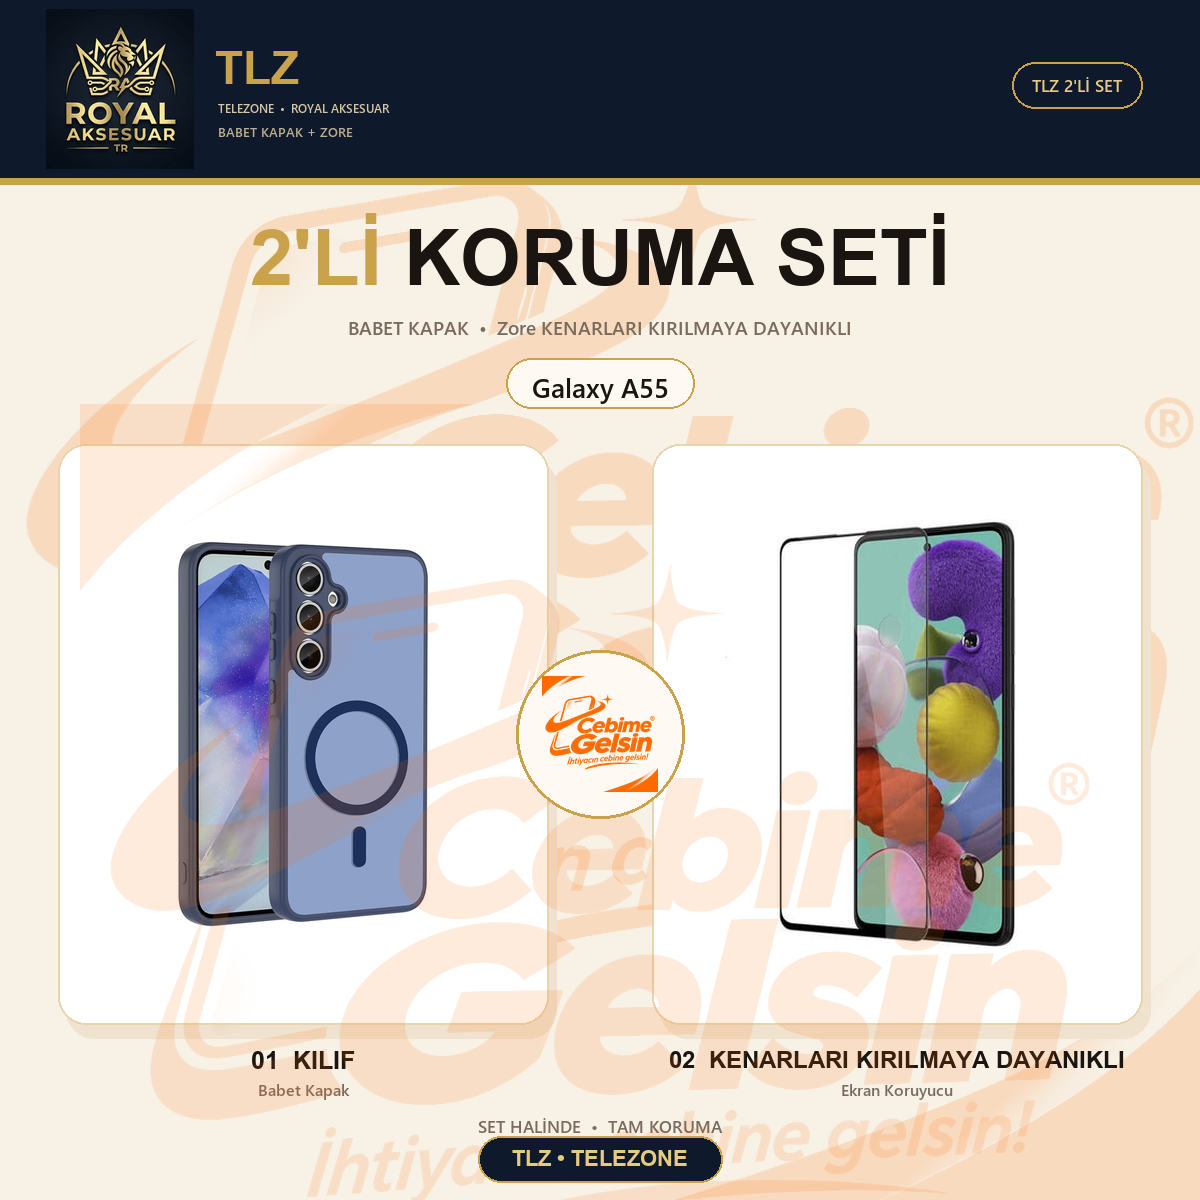 ROYAL
AKSESUAR
TR
TLZ
TELEZONE • ROYAL AKSESUAR
BABET KAPAK + ZORE
TLZ 2'Lİ SET
2'Lİ KORUMA SETİ
BABET KAPAK • Zore KENARLARI KIRILMAYA DAYANIKLI
Galaxy A55
Cebime
Gelsin
İhtiyacın cebine gelsin!
01 KILIF
Babet Kapak
02 KENARLARI KIRILMAYA DAYANIKLI
Ekran Koruyucu
SET HALİNDE • TAM KORUMA
TLZ • TELEZONE
Cebime®
Gelsin